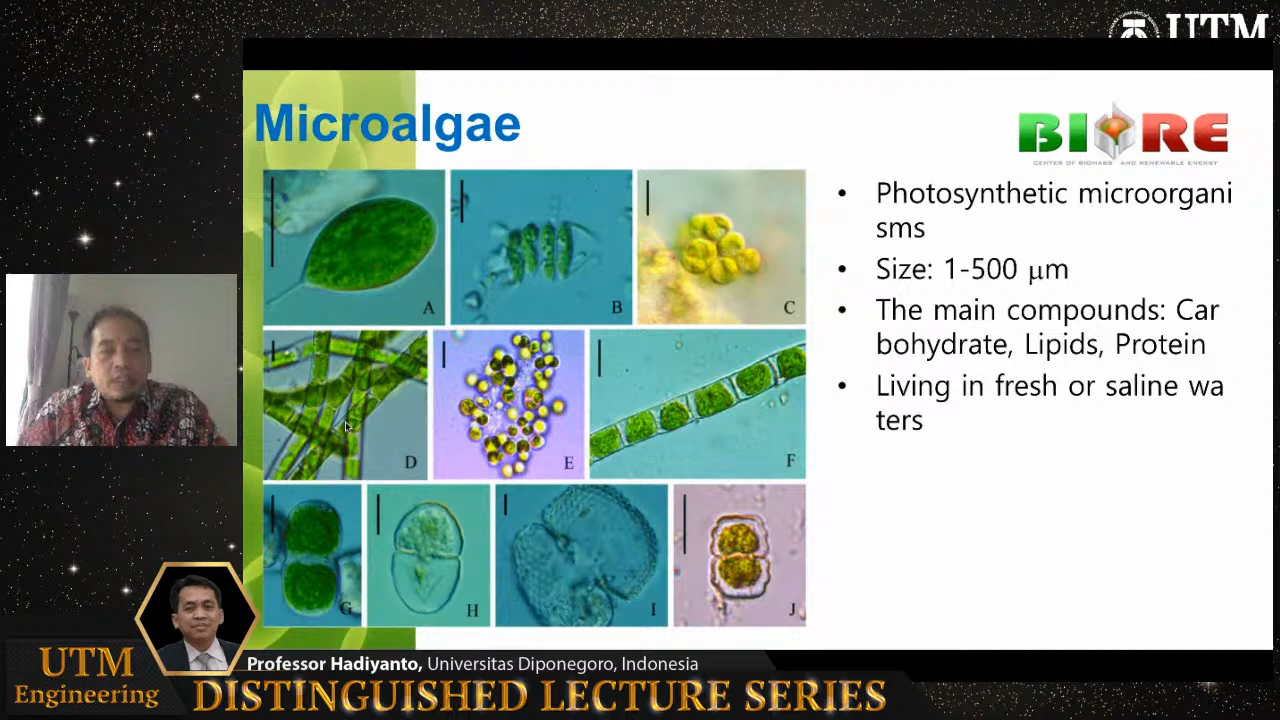 UTM
Microalgae
BIORE
CENTER OF BIOMASS AND RENEWABLE ENERGY
• Photosynthetic microorgani
sms
• Size: 1-500 μm
• The main compounds: Car
bohydrate, Lipids, Protein
• Living in fresh or saline wa
ters
A
B
C
D
E
F
G
H
I
J
Professor Hadiyanto, Universitas Diponegoro, Indonesia
UTM
Engineering
DISTINGUISHED LECTURE SERIES